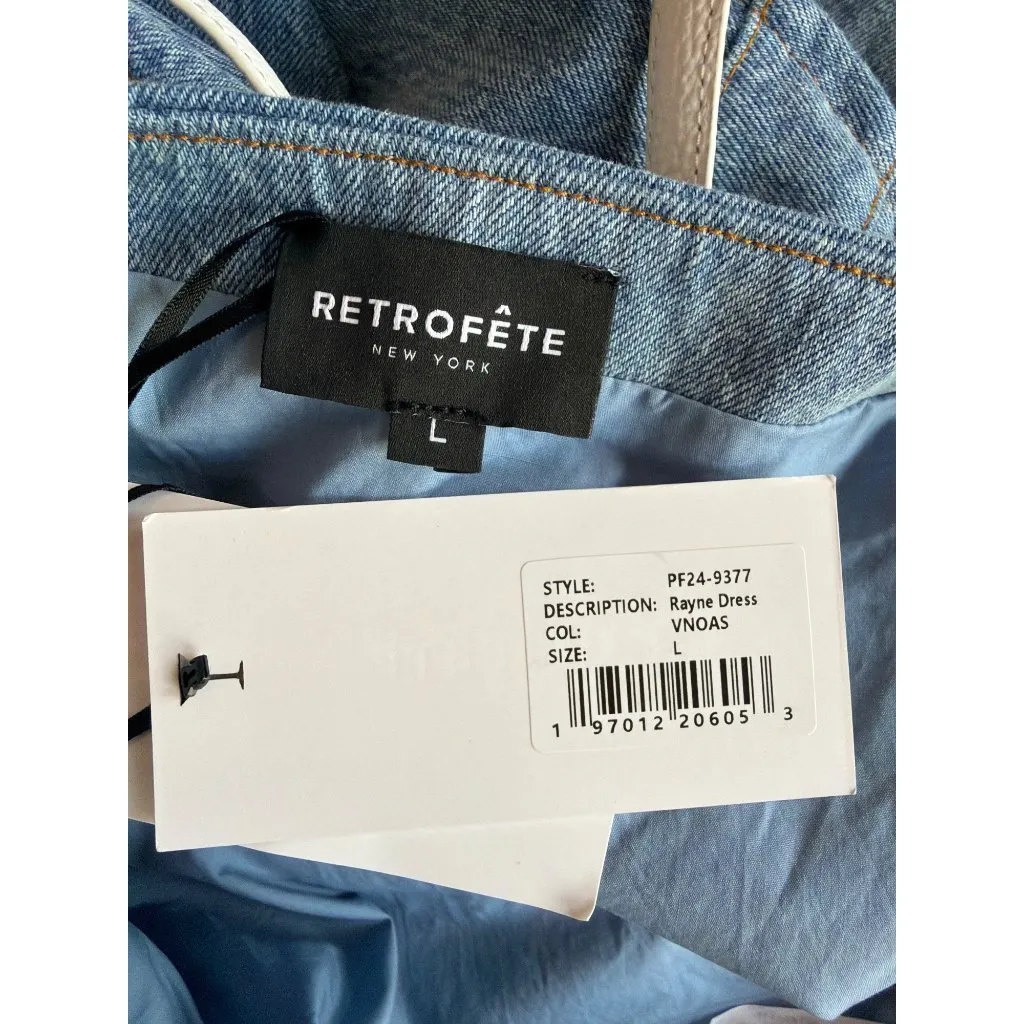 RETROFÊTE
NEW YORK
L
STYLE: PF24-9377
DESCRIPTION: Rayne Dress
COL: VNOAS
SIZE: L
1 97012 20605 3